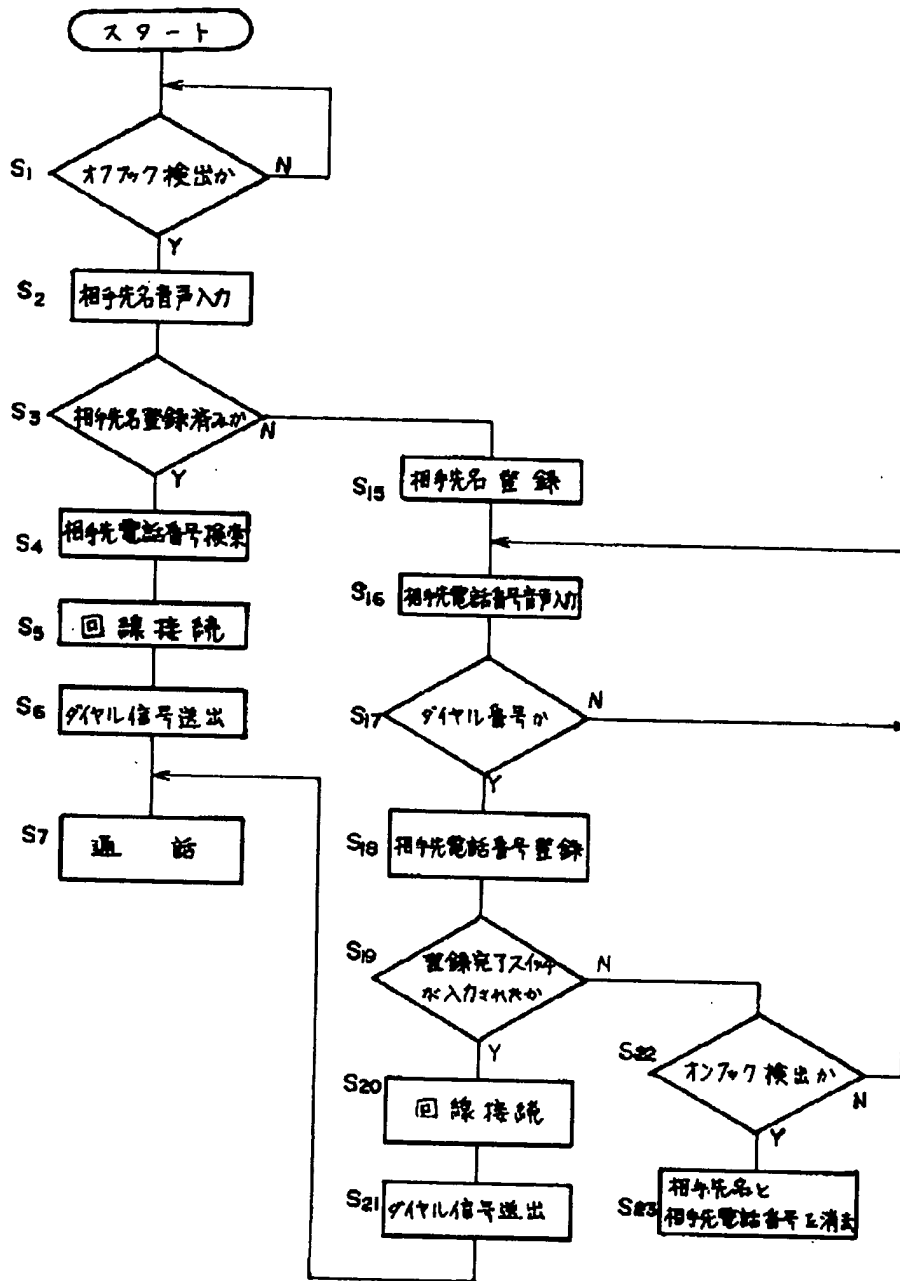 スタート
S1
オフフック検出か
N
Y
S2
相手先名音声入力
S3
相手先名登録済みか
N
Y
S4
相手先電話番号検索
S5
回線接続
S6
ダイヤル信号送出
S7
通話
S15
相手先名登録
S16
相手先電話番号音声入力
S17
ダイヤル番号か
N
Y
S18
相手先電話番号登録
S19
登録完了スイッチ
が入力されたか
N
Y
S20
回線接続
S21
ダイヤル信号送出
S22
オンフック検出か
N
Y
S23
相手先名と
相手先電話番号を消去